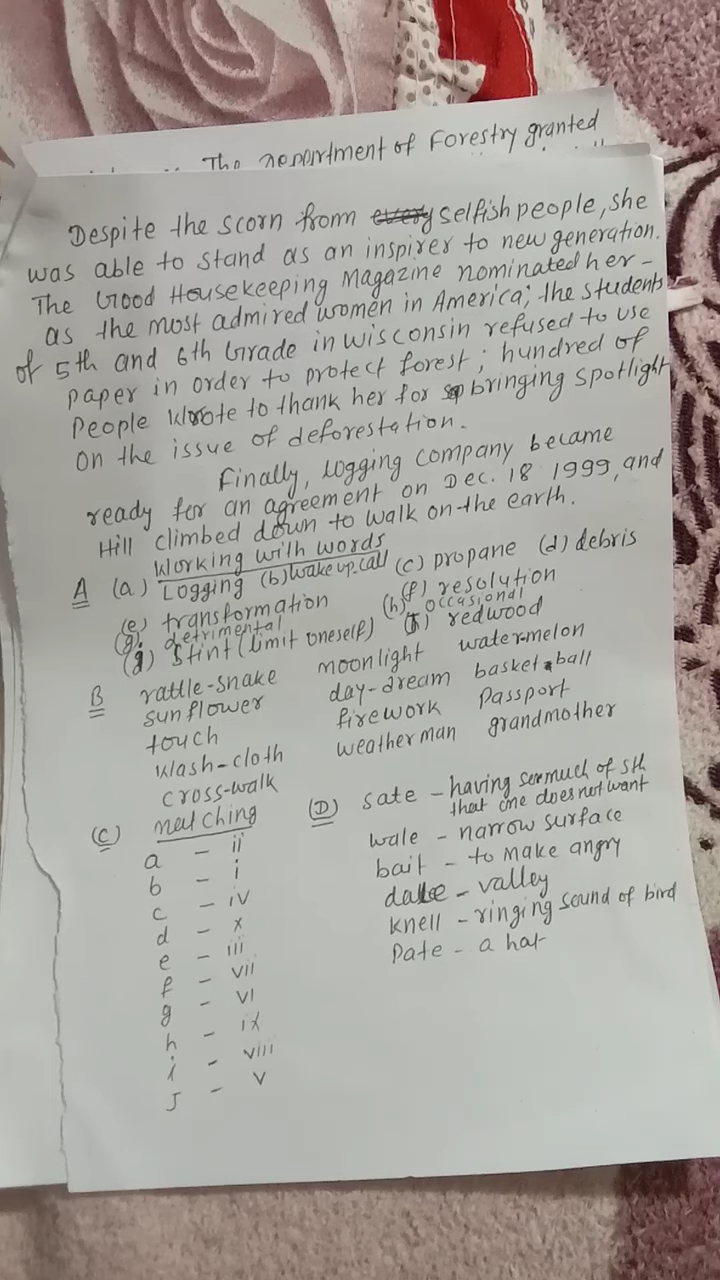 The Department of Forestry granted
Despite the scorn from every selfish people, she
was able to stand as an inspirer to new generation.
The Good Housekeeping Magazine nominated her -
as the most admired women in America; the students
of 5th and 6th Grade in wisconsin refused to use
paper in order to protect forest; hundred of
People wrote to thank her for bringing spotlight
on the issue of deforestation.
Finally, Logging company became
ready for an agreement on Dec. 18 1999, and
Hill climbed down to walk on the earth.
Working with words
A (a) Logging (b) wake up call (c) propane (d) debris
(e) transformation (f) resolution
(g) detrimental (h) occasional
(j) stint (limit oneself) redwood
B rattle-snake moonlight watermelon
sunflower day-dream basket ball
touch firework Passport
wash-cloth weather man grandmother
cross-walk
(C) matching
a - ii
b - i
c - iv
d - x
e - iii
f - vii
g - vi
h - ix
i - viii
J - v
(D) sate - having much of sth
that one does not want
wale - narrow surface
bait - to make angry
dale - valley
knell - ringing sound of bird
Pate - a hat